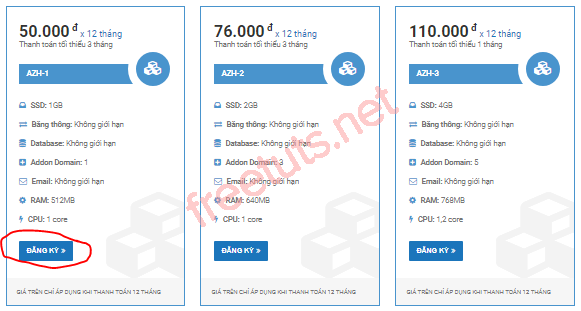 50.000 đ x 12 tháng
Thanh toán tối thiểu 3 tháng
AZH-1
SSD: 1GB
Băng thông: Không giới hạn
Database: Không giới hạn
Addon Domain: 1
Email: Không giới hạn
RAM: 512MB
CPU: 1 core
ĐĂNG KÝ »
GIÁ TRÊN CHỈ ÁP DỤNG KHI THANH TOÁN 12 THÁNG
76.000 đ x 12 tháng
Thanh toán tối thiểu 3 tháng
AZH-2
SSD: 2GB
Băng thông: Không giới hạn
Database: Không giới hạn
Addon Domain: 3
Email: Không giới hạn
RAM: 640MB
CPU: 1 core
ĐĂNG KÝ »
GIÁ TRÊN CHỈ ÁP DỤNG KHI THANH TOÁN 12 THÁNG
110.000 đ x 12 tháng
Thanh toán tối thiểu 1 tháng
AZH-3
SSD: 4GB
Băng thông: Không giới hạn
Database: Không giới hạn
Addon Domain: 5
Email: Không giới hạn
RAM: 768MB
CPU: 1,2 core
ĐĂNG KÝ »
GIÁ TRÊN CHỈ ÁP DỤNG KHI THANH TOÁN 12 THÁNG
freetuts.net